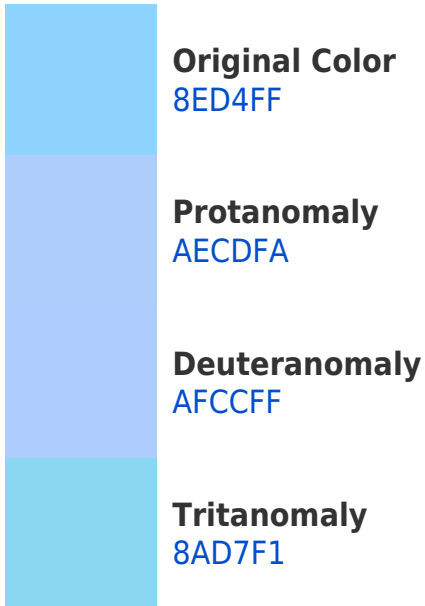 Original Color
8ED4FF
Protanomaly
AECDFA
Deuteranomaly
AFCCFF
Tritanomaly
8AD7F1